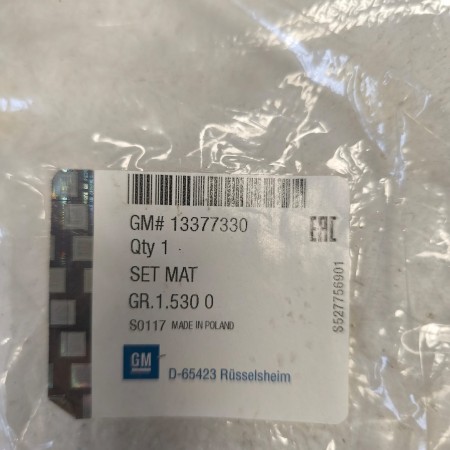 GM# 13377330
EAC
Qty 1
SET MAT
GR.1.530 0
S0117 MADE IN POLAND
GM
D-65423 Rüsselsheim
S527756901